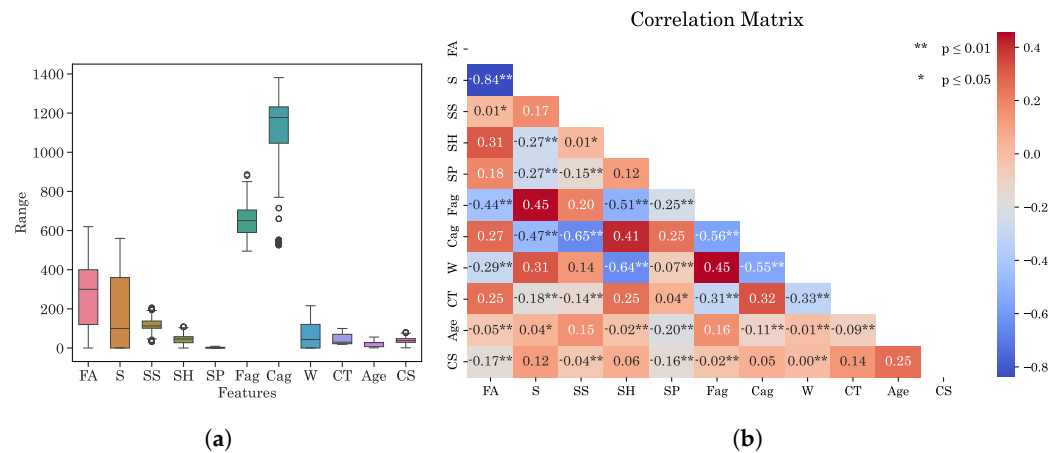 Correlation Matrix
1400
1200
1000
800
600
400
200
0
Range
FA S SS SH SP Fag Cag W CT Age CS
Features
(a)
** p ≤ 0.01
* p ≤ 0.05
FA
S -0.84**
SS 0.01* 0.17
SH 0.31 -0.27** 0.01*
SP 0.18 -0.27** -0.15** 0.12
Fag -0.44** 0.45 0.20 -0.51** -0.25**
Cag 0.27 -0.47** -0.65** 0.41 0.25 -0.56**
W -0.29** 0.31 0.14 -0.64** -0.07** 0.45 -0.55**
CT 0.25 -0.18** -0.14** 0.25 0.04* -0.31** 0.32 -0.33**
Age -0.05** 0.04* 0.15 -0.02** -0.20** 0.16 -0.11** -0.01** -0.09**
CS -0.17** 0.12 -0.04** 0.06 -0.16** -0.02** 0.05 0.00** 0.14 0.25
FA S SS SH SP Fag Cag W CT Age CS
0.4
0.2
0.0
−0.2
−0.4
−0.6
−0.8
(b)